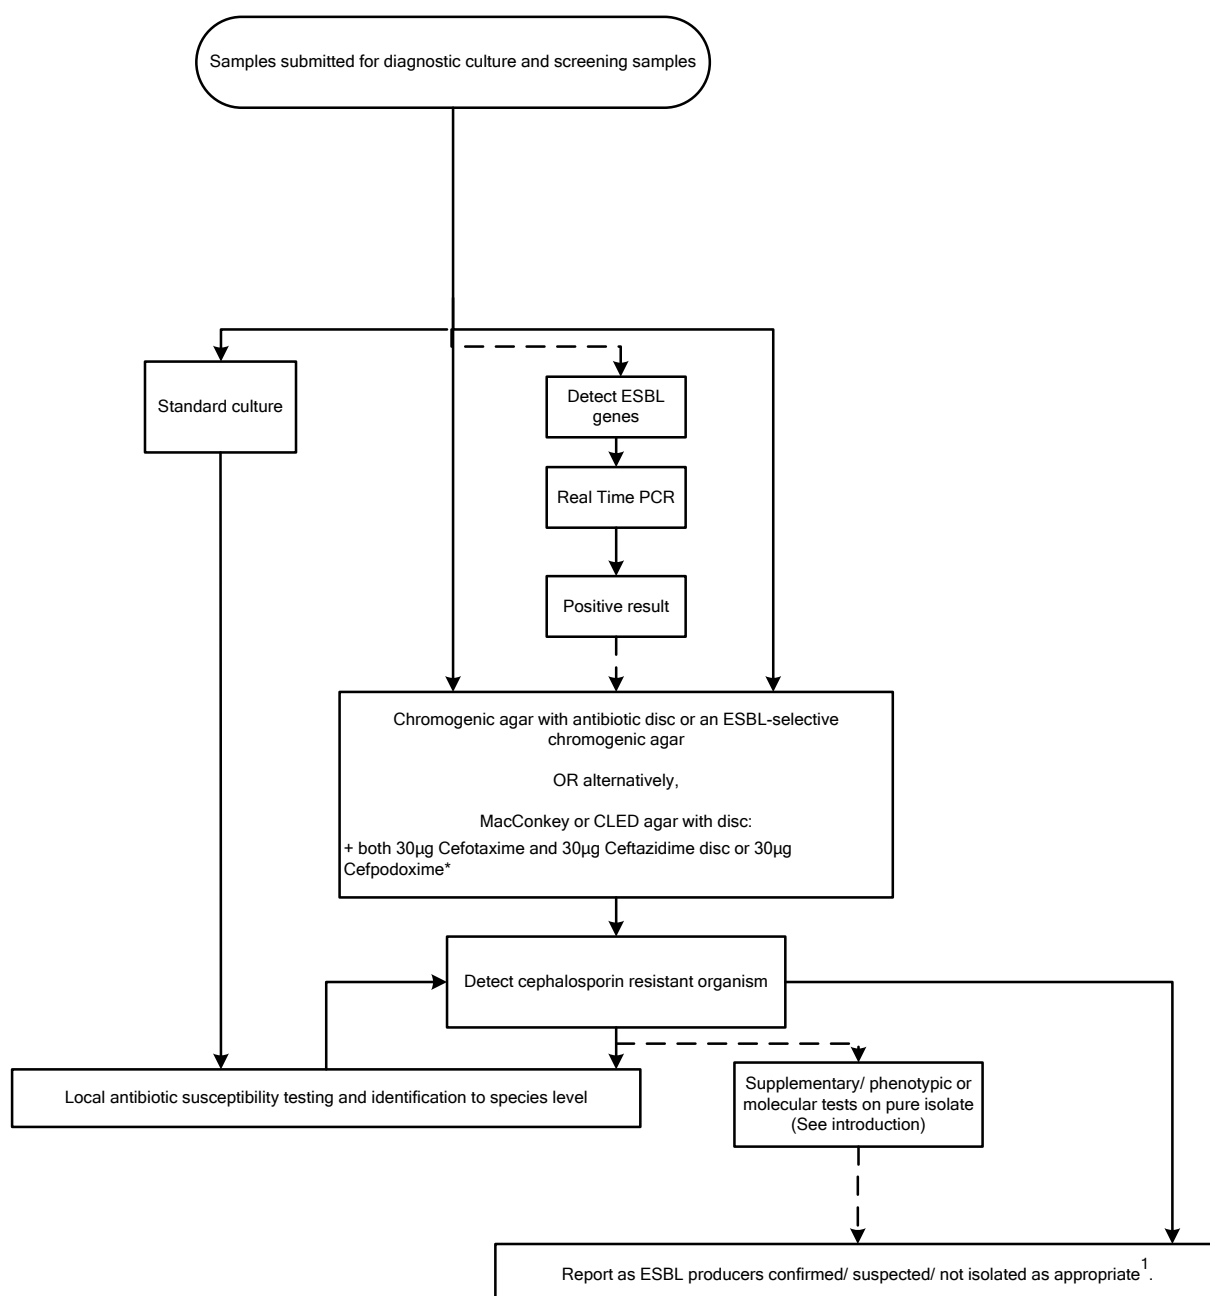 Samples submitted for diagnostic culture and screening samples
Standard culture
Detect ESBL
genes
Real Time PCR
Positive result
Chromogenic agar with antibiotic disc or an ESBL-selective
chromogenic agar
OR alternatively,
MacConkey or CLED agar with disc:
+ both 30µg Cefotaxime and 30µg Ceftazidime disc or 30µg
Cefpodoxime*
Detect cephalosporin resistant organism
Local antibiotic susceptibility testing and identification to species level
Supplementary/ phenotypic or
molecular tests on pure isolate
(See introduction)
Report as ESBL producers confirmed/ suspected/ not isolated as appropriate¹.